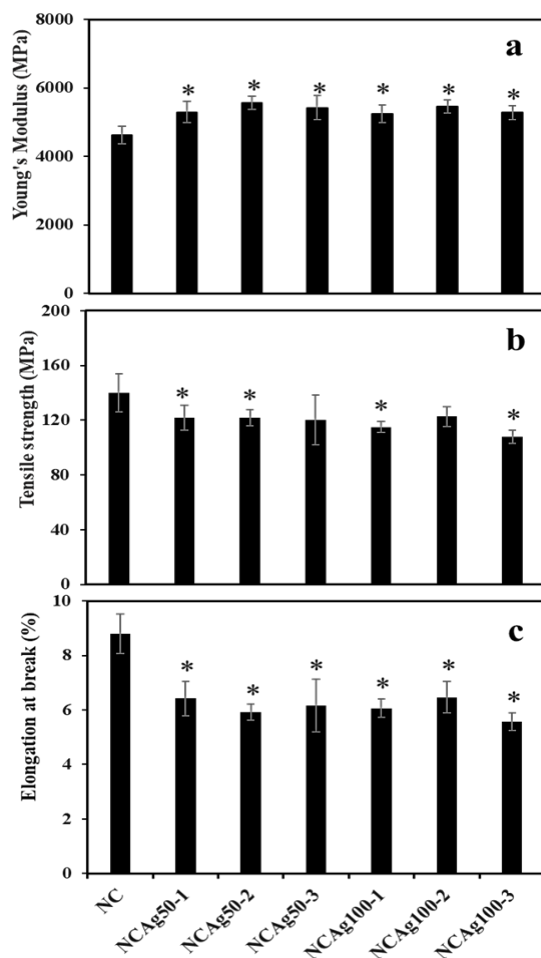 Young's Modulus (MPa)
8000
6000
4000
2000
0
a
* * * * * *
Tensile strength (MPa)
200
160
120
80
40
0
b
* * * *
Elongation at break (%)
10
8
6
4
2
0
c
* * * * * *
NC
NCAg50-1
NCAg50-2
NCAg50-3
NCAg100-1
NCAg100-2
NCAg100-3